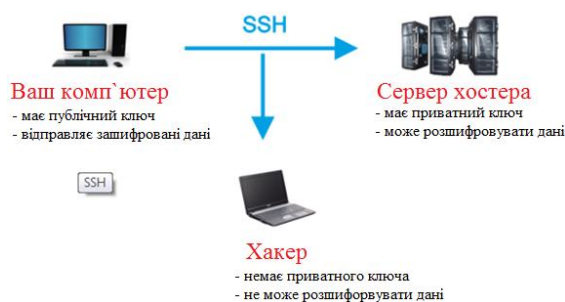 SSH
Ваш комп`ютер
- має публічний ключ
- відправляє зашифровані дані
Сервер хостера
- має приватний ключ
- може розшифровувати дані
SSH
Хакер
- немає приватного ключа
- не може розшифорвувати дані